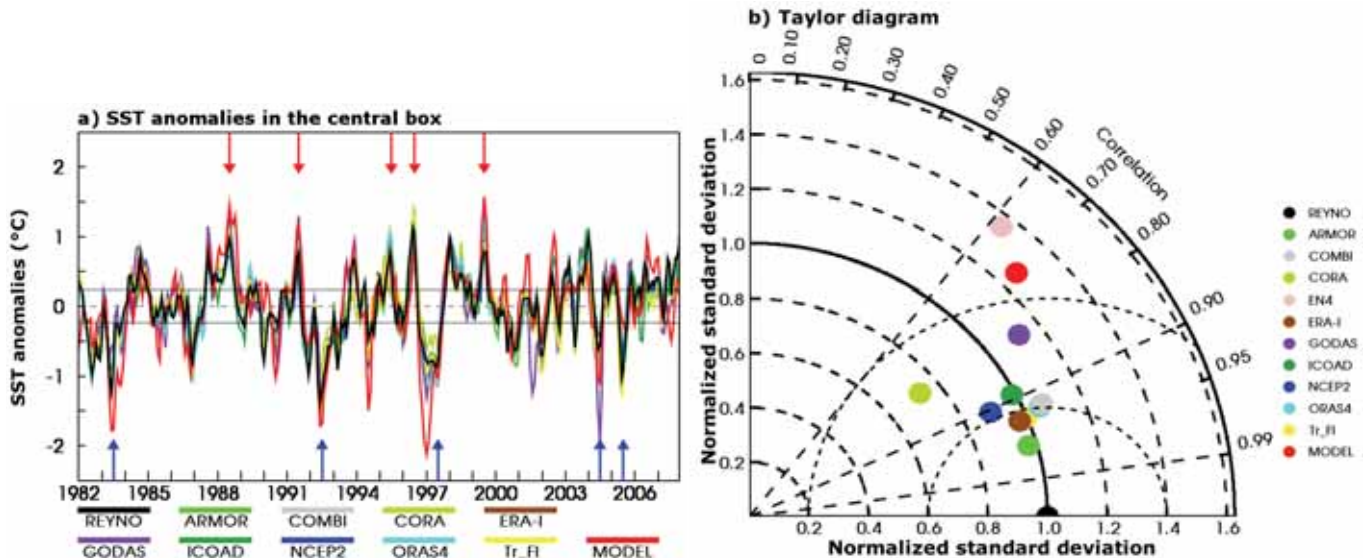 a) SST anomalies in the central box
SST anomalies (°C)
2
1
0
-1
-2
1982 1985 1988 1991 1994 1997 2000 2003 2006
REYNO ARMOR COMBI CORA ERA-I
GODAS ICOAD NCEP2 ORAS4 Tr_Fl MODEL
b) Taylor diagram
Normalized standard deviation
1.6
1.4
1.2
1.0
0.8
0.6
0.4
0.2
0 0.10 0.20 0.30 0.40 0.50 0.60 0.70 0.80 0.90 0.95 0.99
Correlation
0.2 0.4 0.6 0.8 1.0 1.2 1.4 1.6
Normalized standard deviation
REYNO
ARMOR
COMBI
CORA
EN4
ERA-I
GODAS
ICOAD
NCEP2
ORAS4
Tr_Fl
MODEL